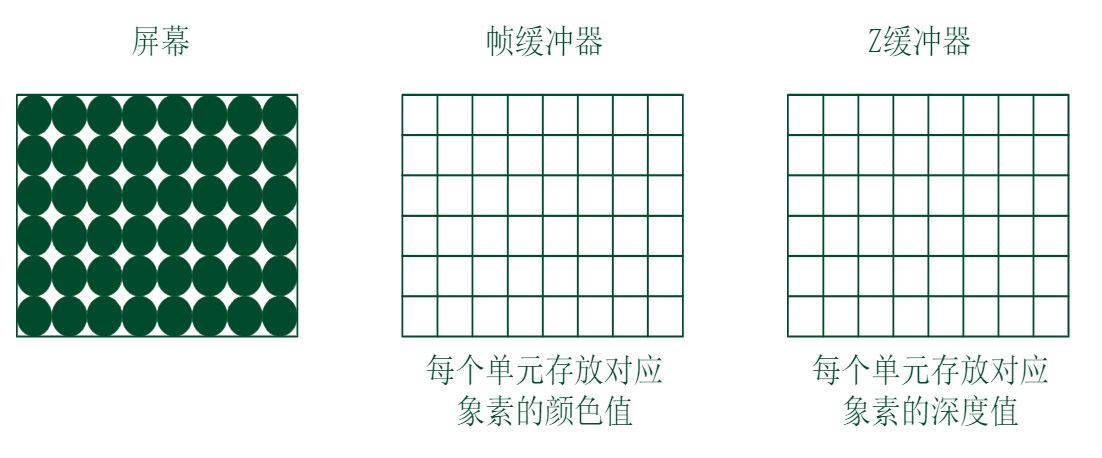 屏幕
帧缓冲器
Z缓冲器
每个单元存放对应
象素的颜色值
每个单元存放对应
象素的深度值